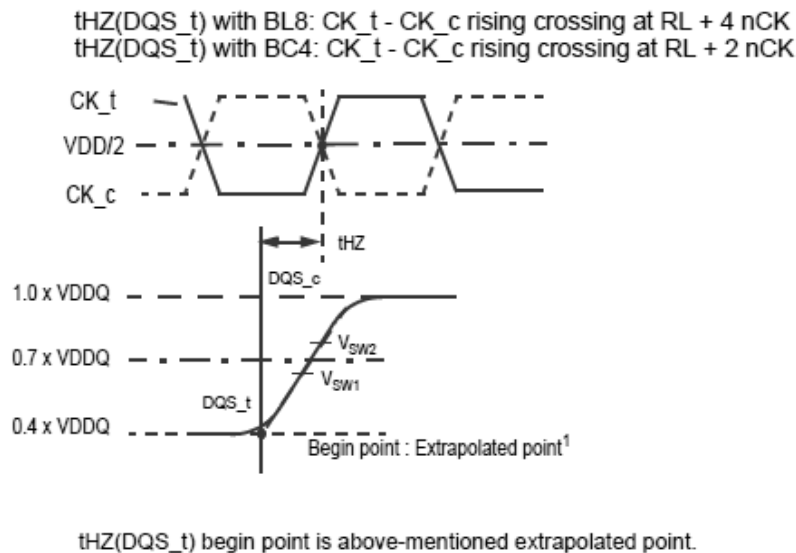 tHZ(DQS_t) with BL8: CK_t - CK_c rising crossing at RL + 4 nCK
tHZ(DQS_t) with BC4: CK_t - CK_c rising crossing at RL + 2 nCK
CK_t
VDD/2
CK_c
tHZ
DQS_c
1.0 x VDDQ
VSW2
0.7 x VDDQ
VSW1
DQS_t
0.4 x VDDQ
Begin point : Extrapolated point1
tHZ(DQS_t) begin point is above-mentioned extrapolated point.